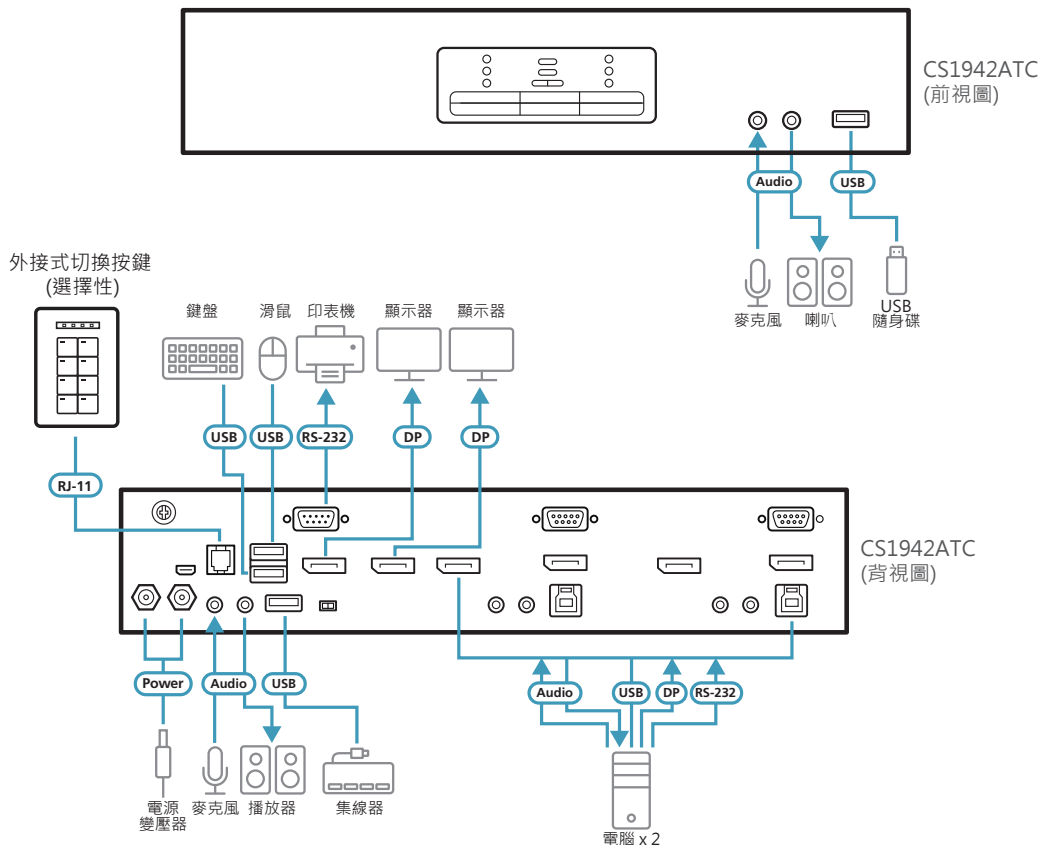 CS1942ATC
(前視圖)
Audio
USB
麥克風
喇叭
USB
隨身碟
外接式切換按鍵
(選擇性)
鍵盤
滑鼠
印表機
顯示器
顯示器
USB
USB
RS-232
DP
DP
RJ-11
CS1942ATC
(背視圖)
Power
Audio
USB
Audio
USB
DP
RS-232
電源
變壓器
麥克風
播放器
集線器
電腦 x 2